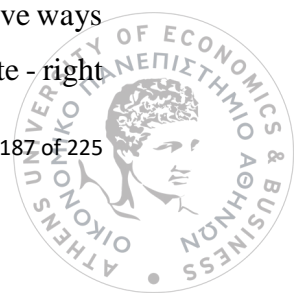 ve ways
te - right
187 of 225
ATHENS UNIVERSITY OF ECONOMICS & BUSINESS
ΟΙΚΟΝΟΜΙΚΟ ΠΑΝΕΠΙΣΤΗΜΙΟ ΑΘΗΝΩΝ